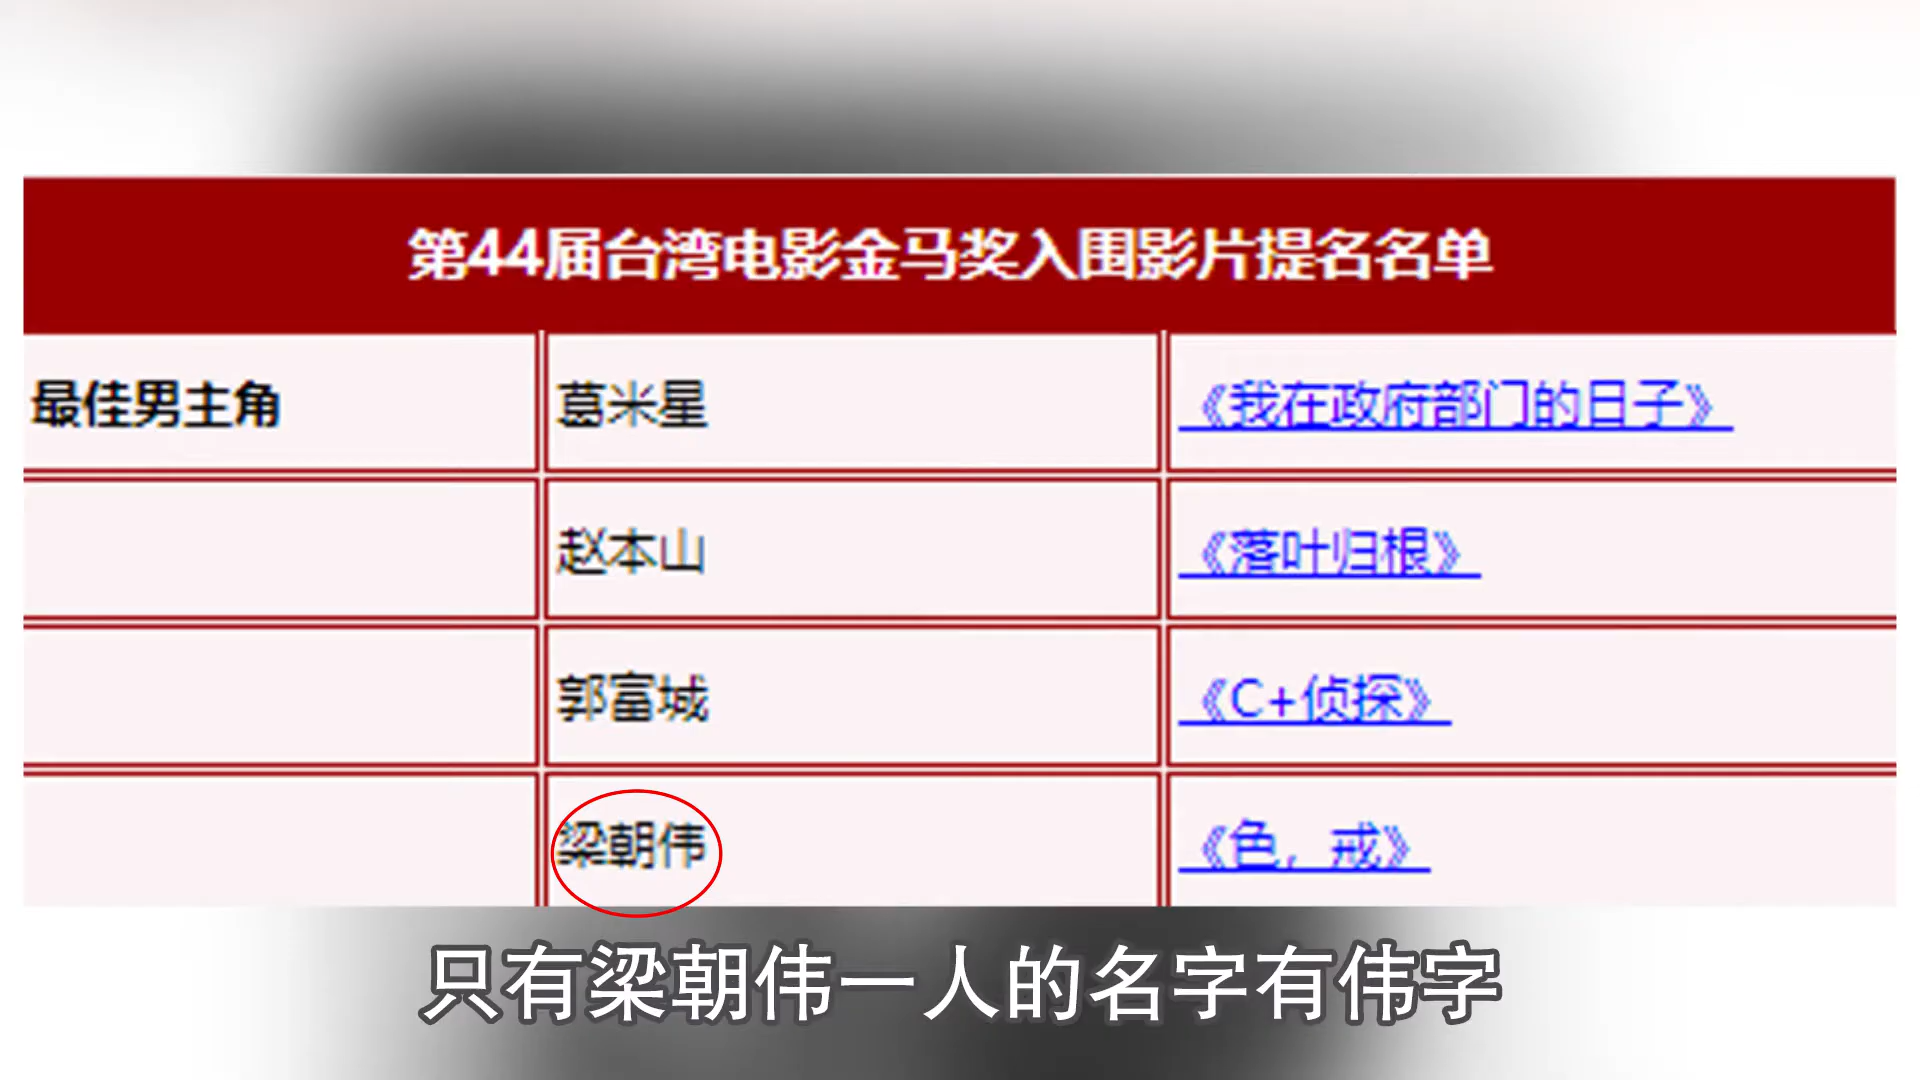 第44届台湾电影金马奖入围影片提名名单
最佳男主角 葛米星 《我在政府部门的日子》
赵本山 《落叶归根》
郭富城 《C+侦探》
梁朝伟 《色，戒》
只有梁朝伟一人的名字有伟字